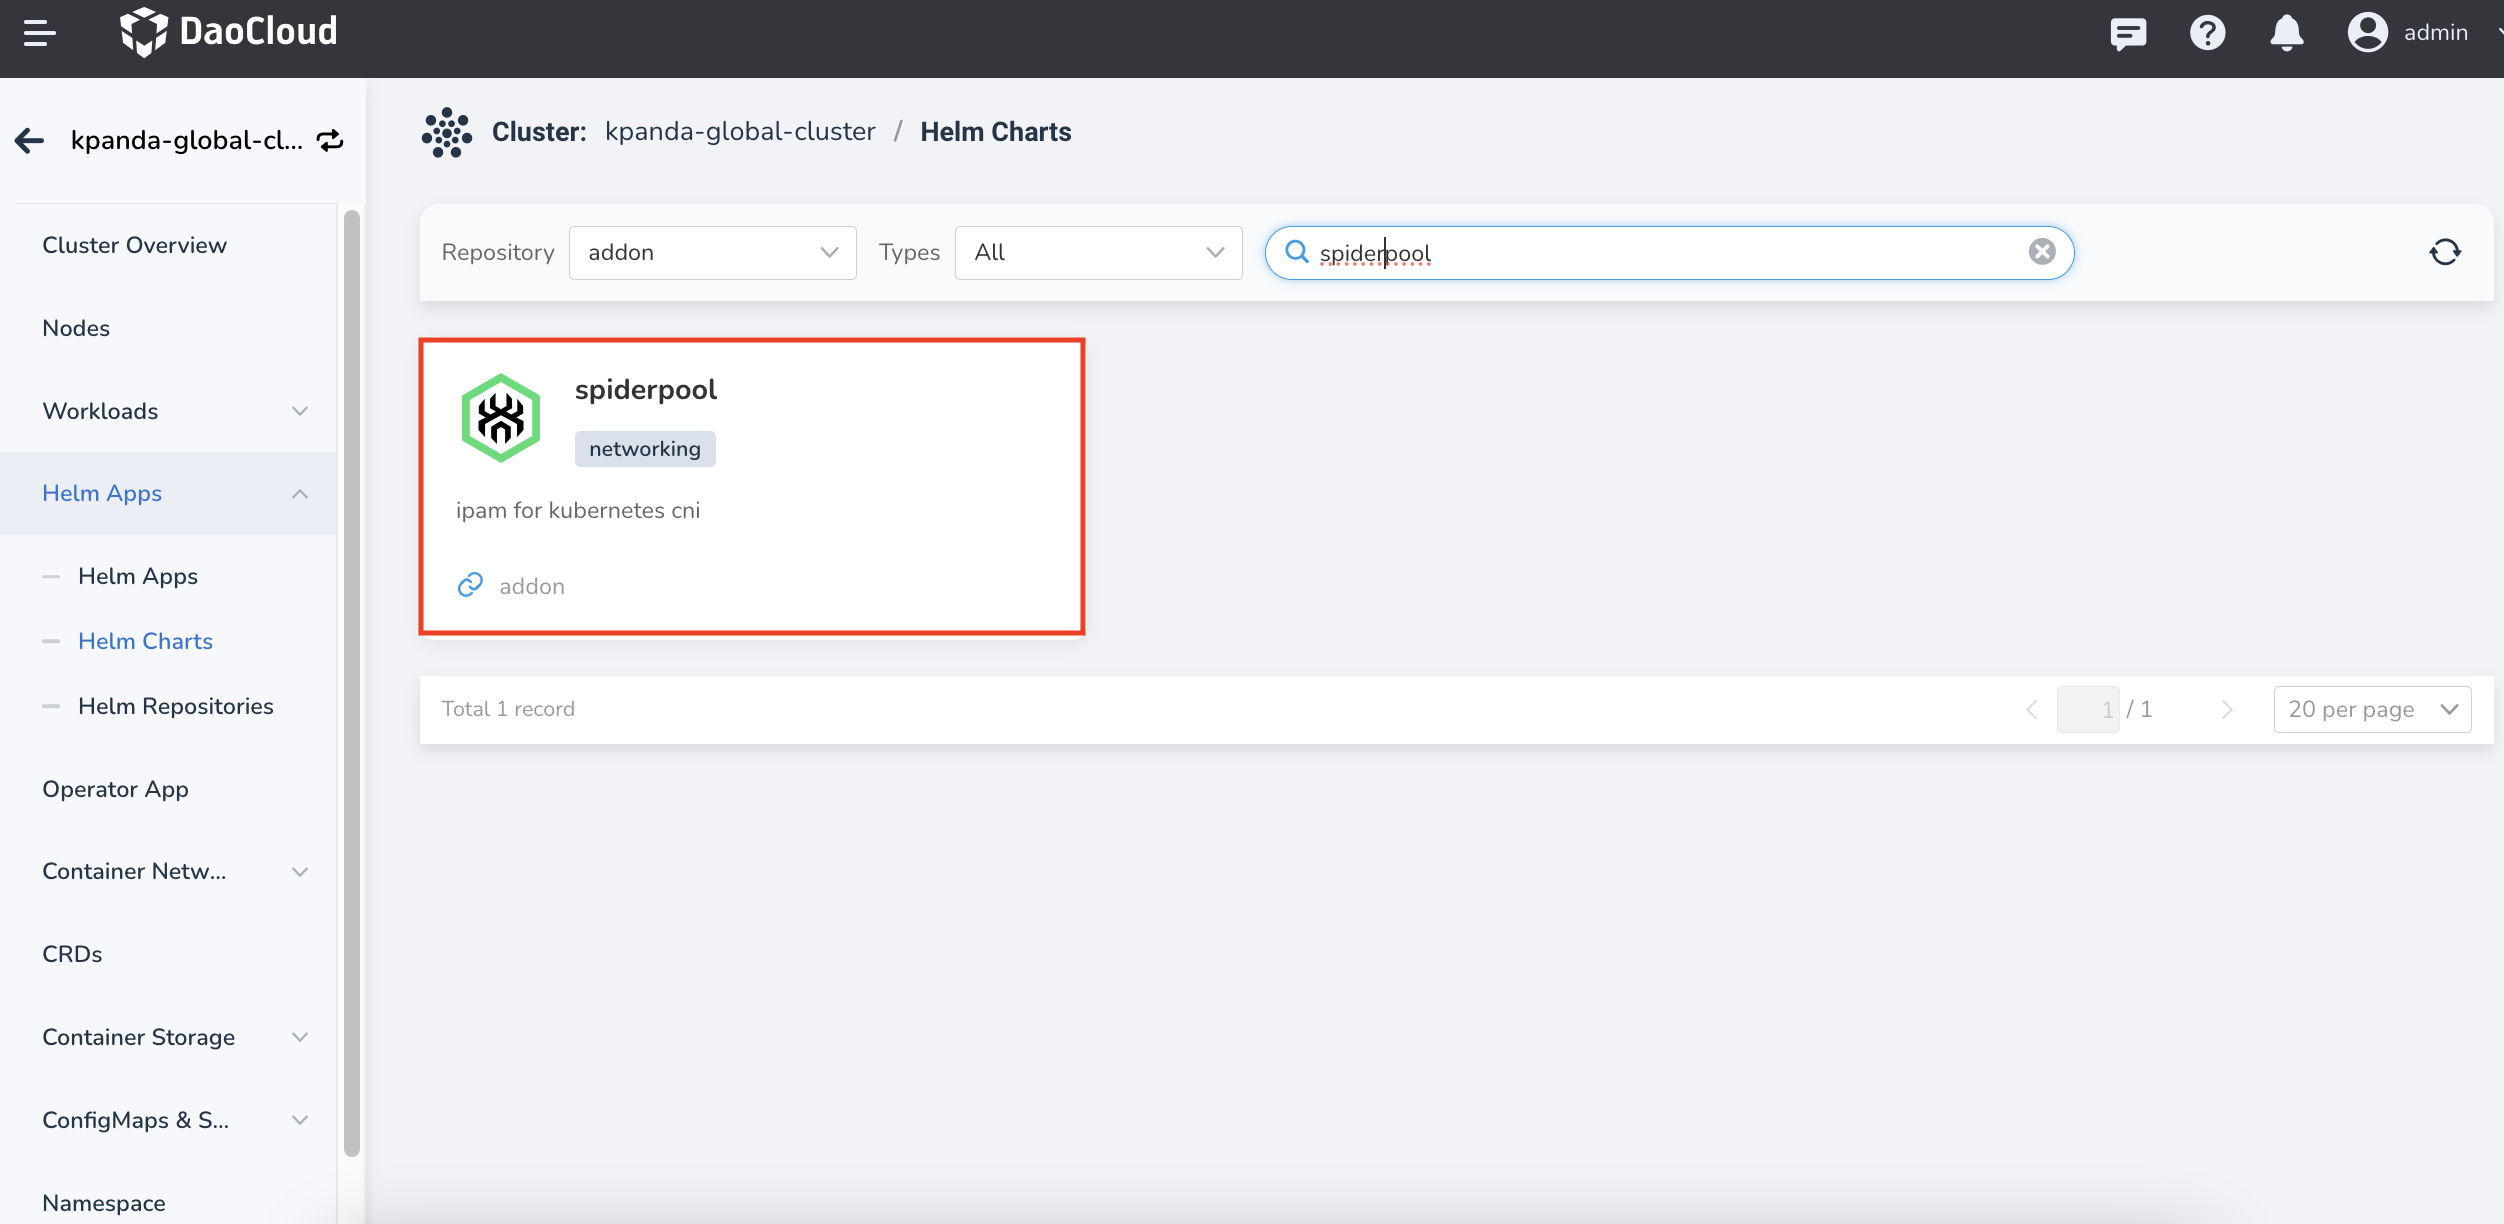 DaoCloud
admin
kpanda-global-cl...
Cluster: kpanda-global-cluster / Helm Charts
Cluster Overview
Nodes
Workloads
Helm Apps
Helm Apps
Helm Charts
Helm Repositories
Operator App
Container Netw...
CRDs
Container Storage
ConfigMaps & S...
Namespace
Repository addon Types All spiderpool
spiderpool
networking
ipam for kubernetes cni
addon
Total 1 record
1 / 1
20 per page